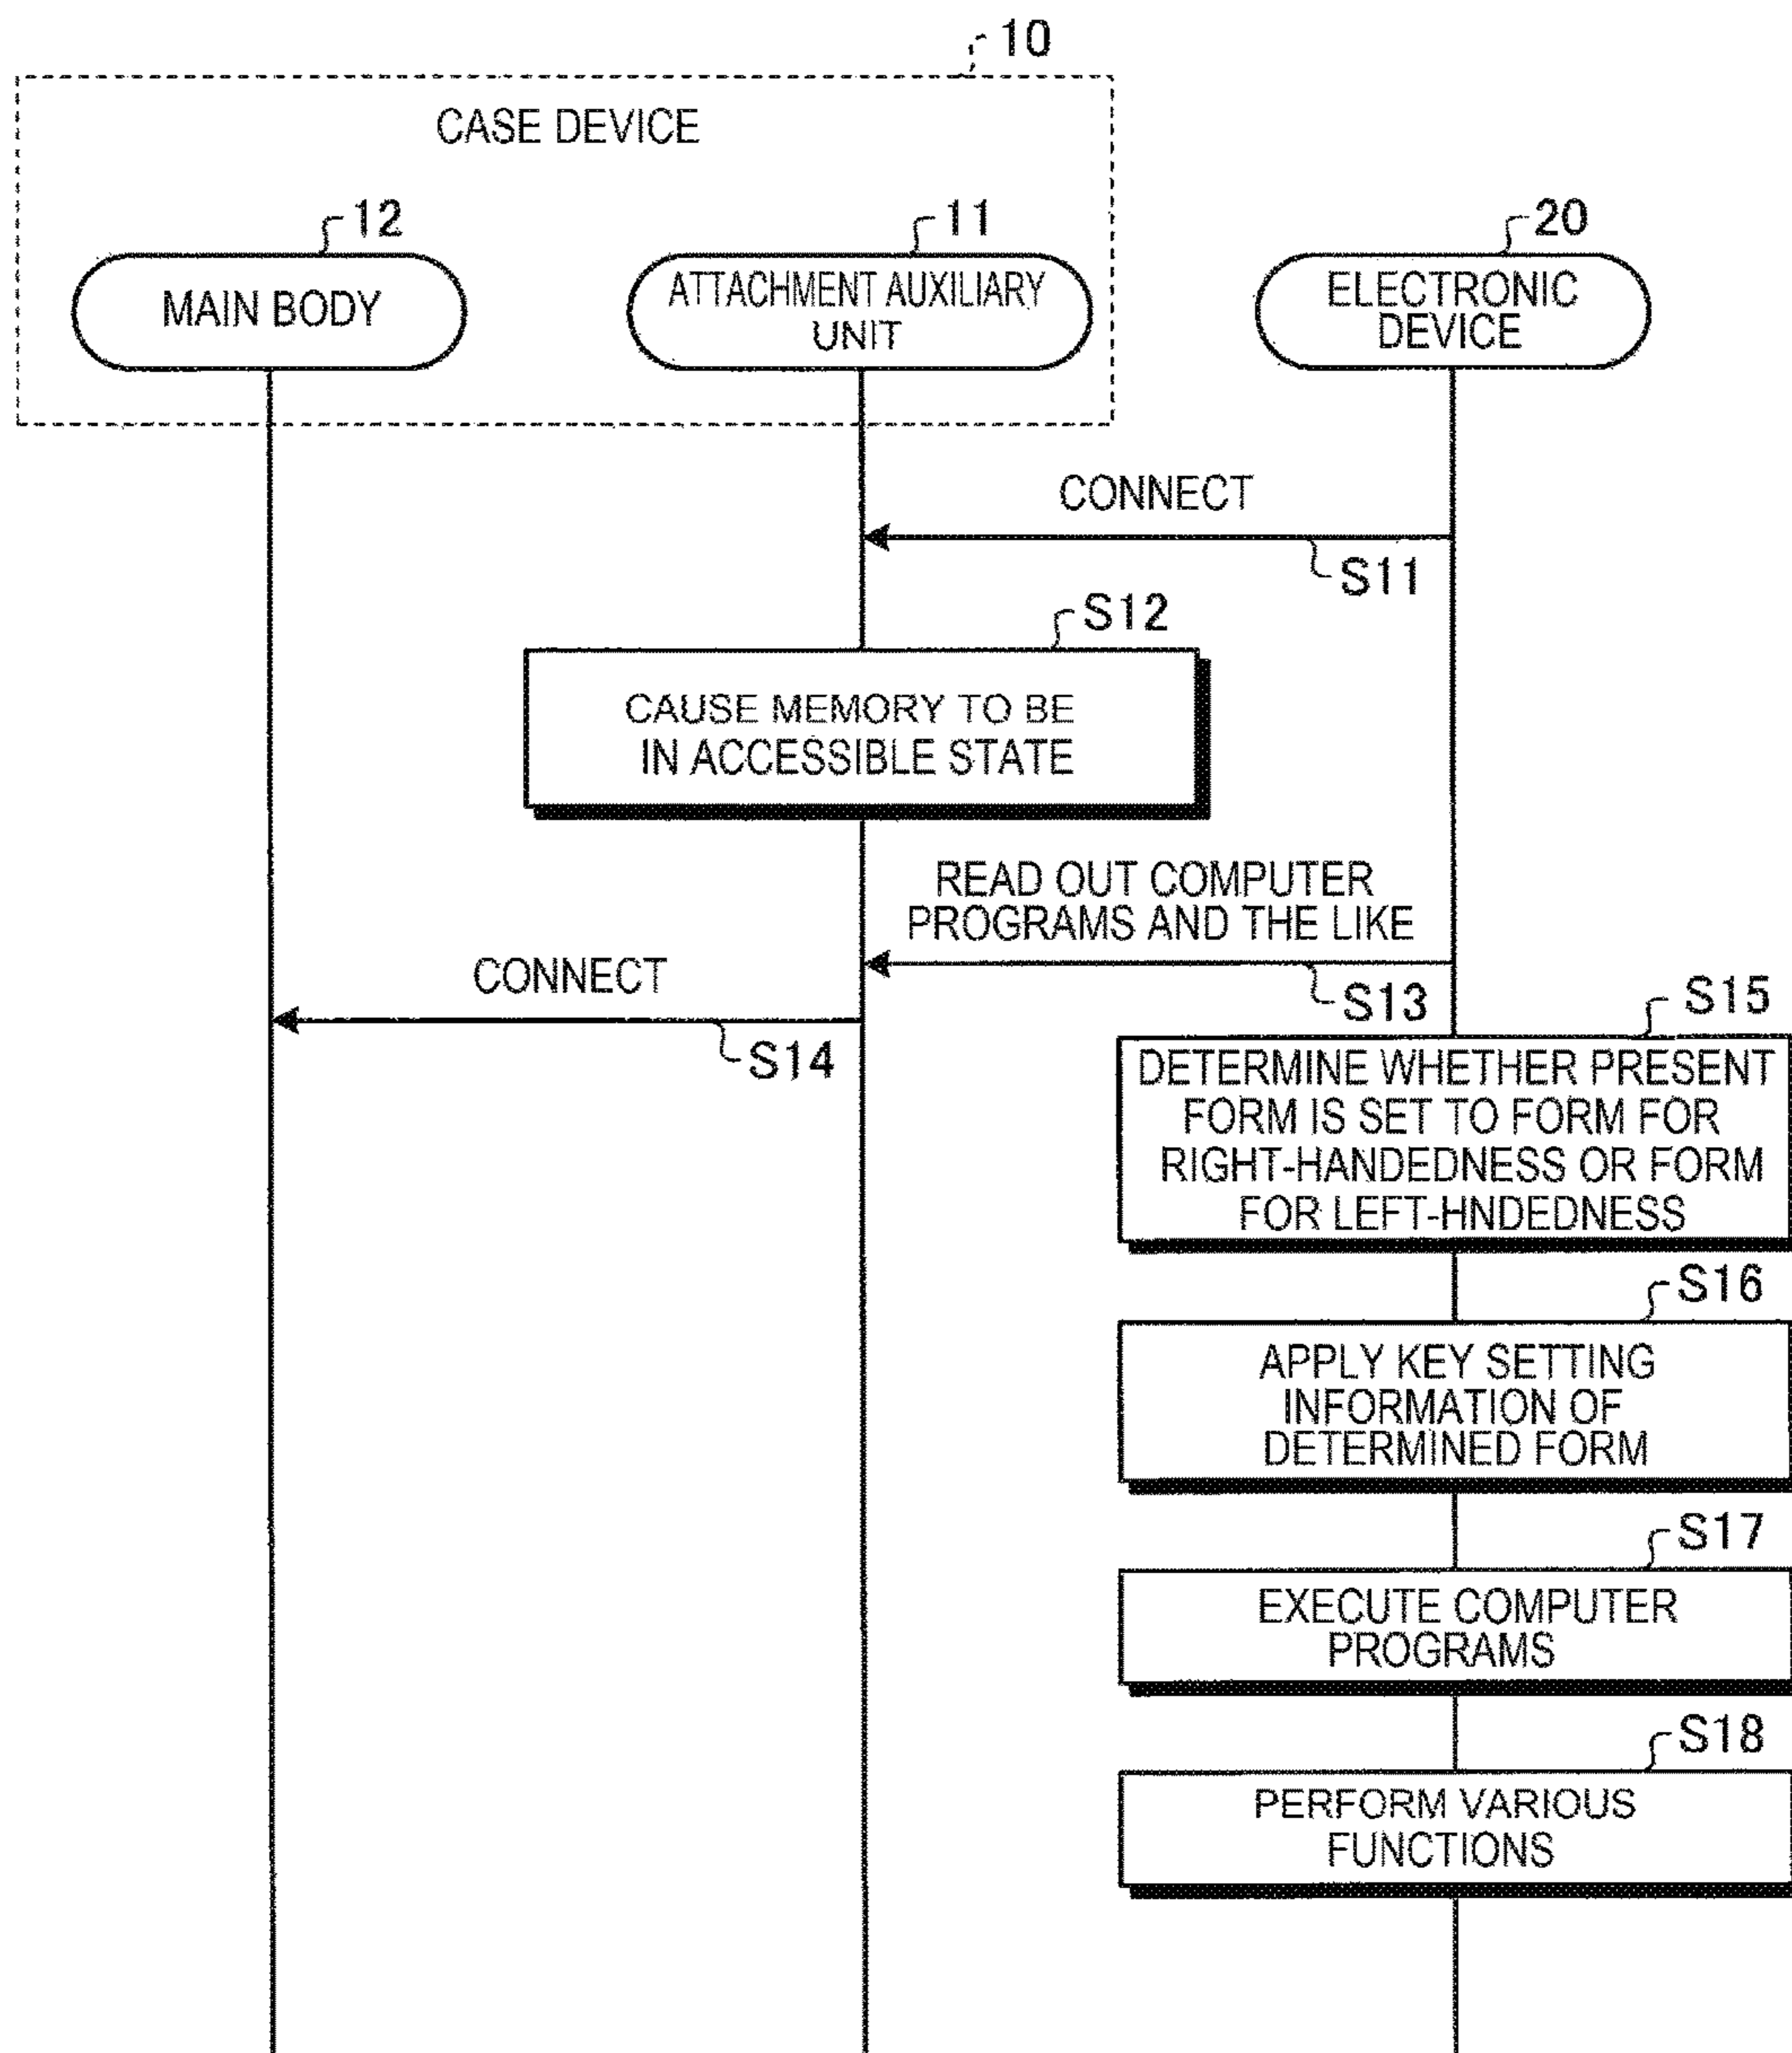 10
CASE DEVICE
12
11
20
MAIN BODY
ATTACHMENT AUXILIARY
UNIT
ELECTRONIC
DEVICE
CONNECT
S11
S12
CAUSE MEMORY TO BE
IN ACCESSIBLE STATE
READ OUT COMPUTER
PROGRAMS AND THE LIKE
S13
CONNECT
S14
S15
DETERMINE WHETHER PRESENT
FORM IS SET TO FORM FOR
RIGHT-HANDEDNESS OR FORM
FOR LEFT-HNDEDNESS
S16
APPLY KEY SETTING
INFORMATION OF
DETERMINED FORM
S17
EXECUTE COMPUTER
PROGRAMS
S18
PERFORM VARIOUS
FUNCTIONS